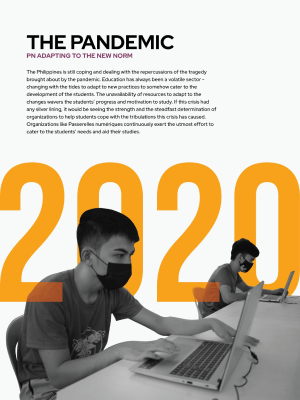 THE PANDEMIC
PN ADAPTING TO THE NEW NORM
The Philippines is still coping and dealing with the repercussions of the tragedy
brought about by the pandemic. Education has always been a volatile sector –
changing with the tides to adapt to new practices to somehow cater to the
development of the students. The unavailability of resources to adapt to the
changes wavers the students' progress and motivation to study. If this crisis had
any silver lining, it would be seeing the strength and the steadfast determination of
organizations to help students cope with the tribulations this crisis has caused.
Organizations like Passerelles numériques continuously exert the utmost effort to
cater to the students' needs and aid their studies.
2020